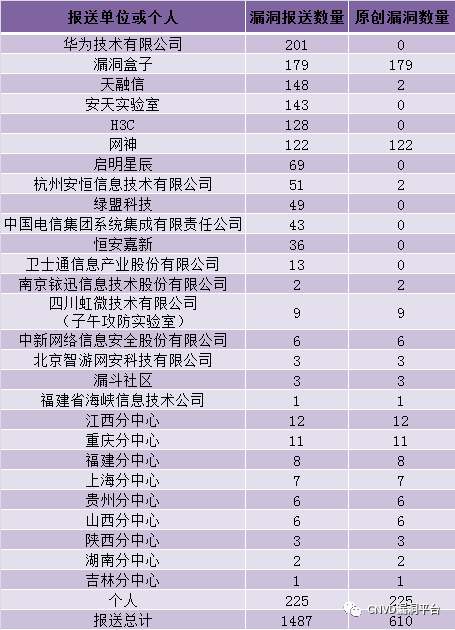 报送单位或个人 漏洞报送数量 原创漏洞数量
华为技术有限公司 201 0
漏洞盒子 179 179
天融信 148 2
安天实验室 143 0
H3C 128 0
网神 122 122
启明星辰 69 0
杭州安恒信息技术有限公司 51 2
绿盟科技 49 0
中国电信集团系统集成有限责任公司 43 0
恒安嘉新 36 0
卫士通信息产业股份有限公司 13 0
南京铱迅信息技术股份有限公司 2 2
四川虹微技术有限公司
（子午攻防实验室） 9 9
中新网络信息安全股份有限公司 6 6
北京智游网安科技有限公司 3 3
漏斗社区 3 3
福建省海峡信息技术公司 1 1
江西分中心 12 12
重庆分中心 11 11
福建分中心 8 8
上海分中心 7 7
贵州分中心 6 6
山西分中心 6 6
陕西分中心 3 3
湖南分中心 2 2
吉林分中心 1 1
个人 225 225
报送总计 1487 610
CNVD漏洞平台